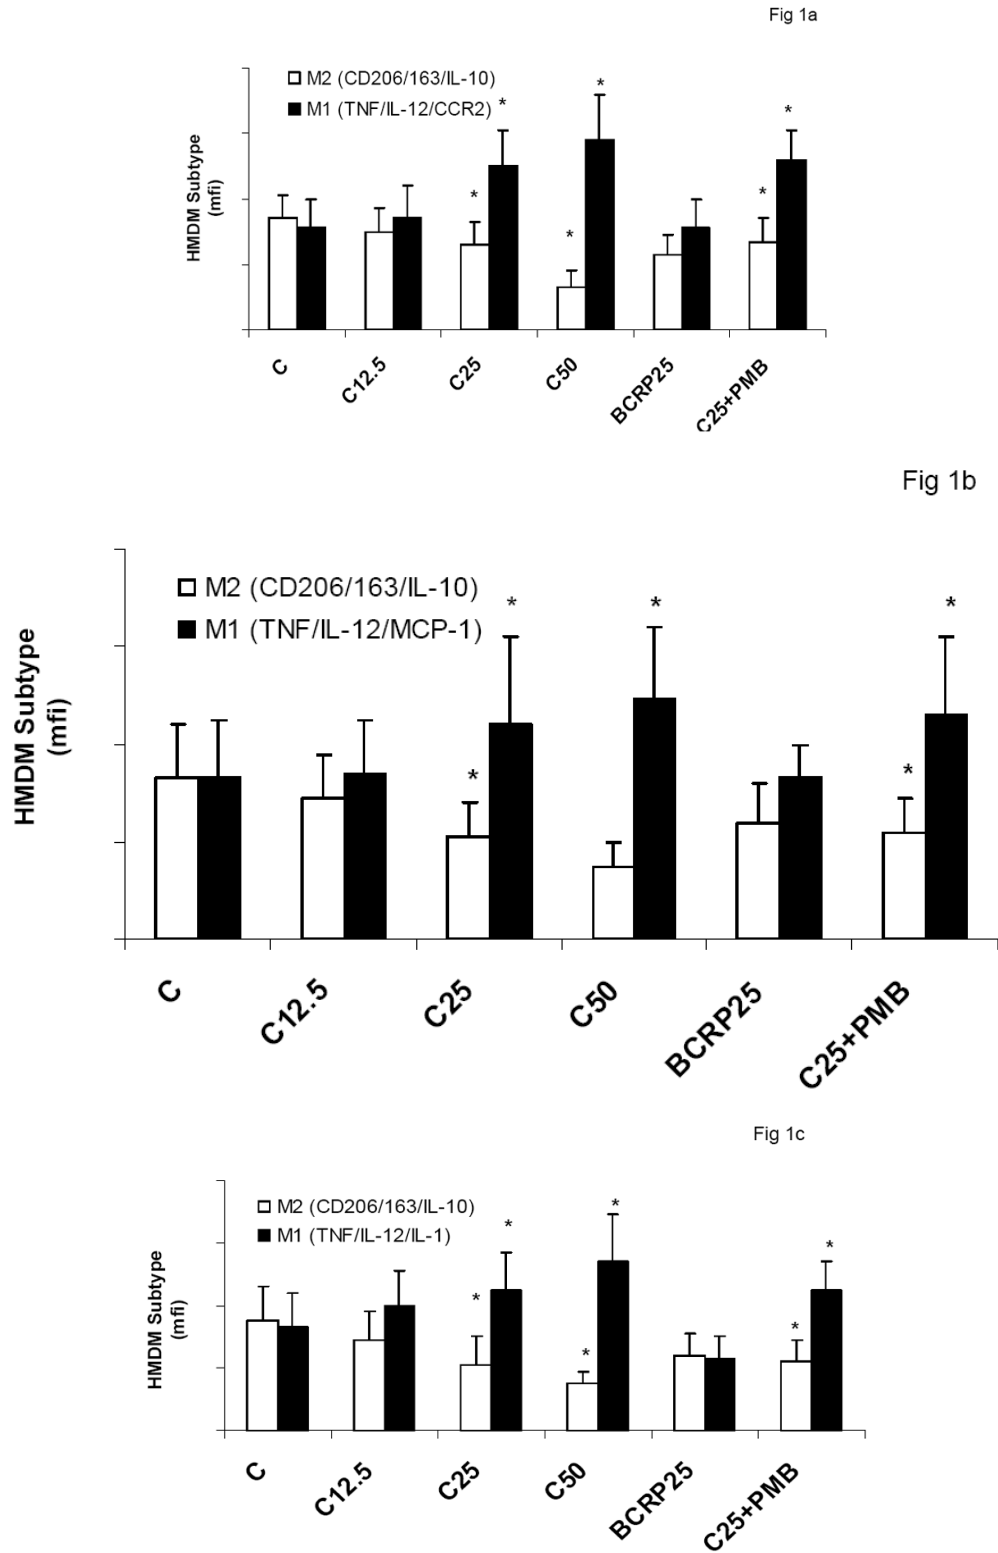 Fig 1a
M2 (CD206/163/IL-10)
M1 (TNF/IL-12/CCR2)
*
*
*
*
*
*
*
HMDM Subtype
(mfi)
C
C12.5
C25
C50
BCRP25
C25+PMB
Fig 1b
M2 (CD206/163/IL-10)
M1 (TNF/IL-12/MCP-1)
*
*
*
*
*
HMDM Subtype
(mfi)
C
C12.5
C25
C50
BCRP25
C25+PMB
Fig 1c
M2 (CD206/163/IL-10)
M1 (TNF/IL-12/IL-1)
*
*
*
*
*
*
HMDM Subtype
(mfi)
C
C12.5
C25
C50
BCRP25
C25+PMB